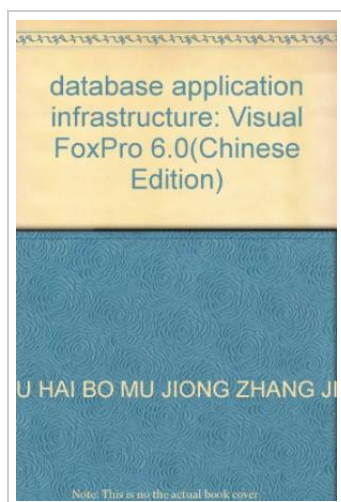 database application
infrastructure: Visual
FoxPro 6.0(Chinese
Edition)
U HAI BO MU JIONG ZHANG JI
Note: This is no the actual book cover